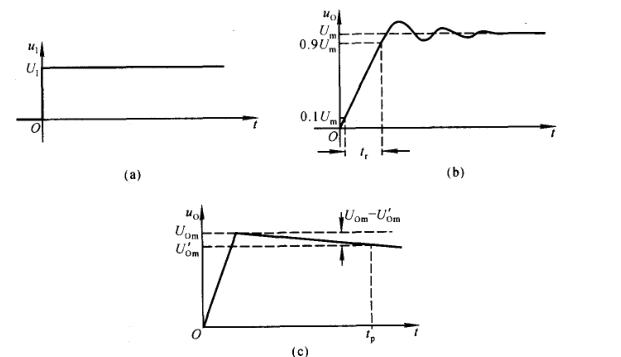 u_I
U_I
O
t
(a)
u_O
U_m
0.9U_m
0.1U_m
O
t
t_r
(b)
u_O
U_Om
U'_Om
U_Om−U'_Om
O
t_p
t
(c)